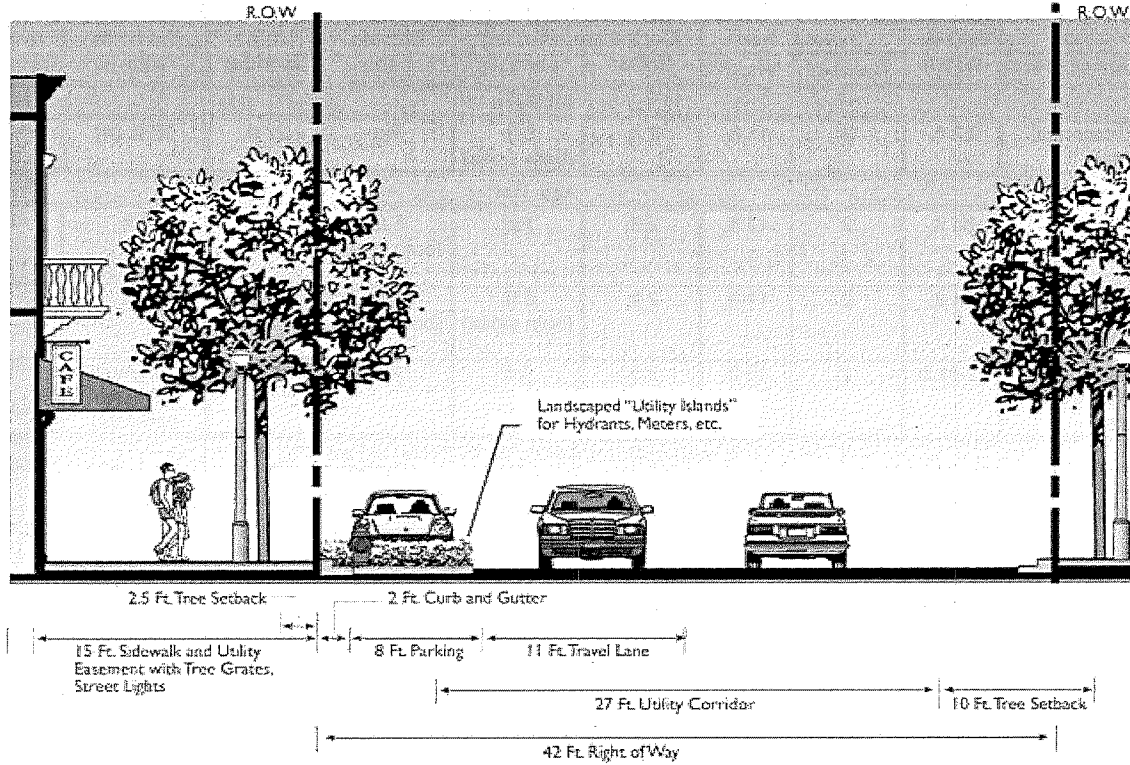 R.O.W
R.O.W
CAFE
Landscaped "Utility Islands"
for Hydrants, Meters, etc.
2.5 Ft. Tree Setback
2 Ft. Curb and Gutter
15 Ft. Sidewalk and Utility
Easement with Tree Grates,
Street Lights
8 Ft. Parking
11 Ft. Travel Lane
27 Ft. Utility Corridor
10 Ft. Tree Setback
42 Ft. Right of Way